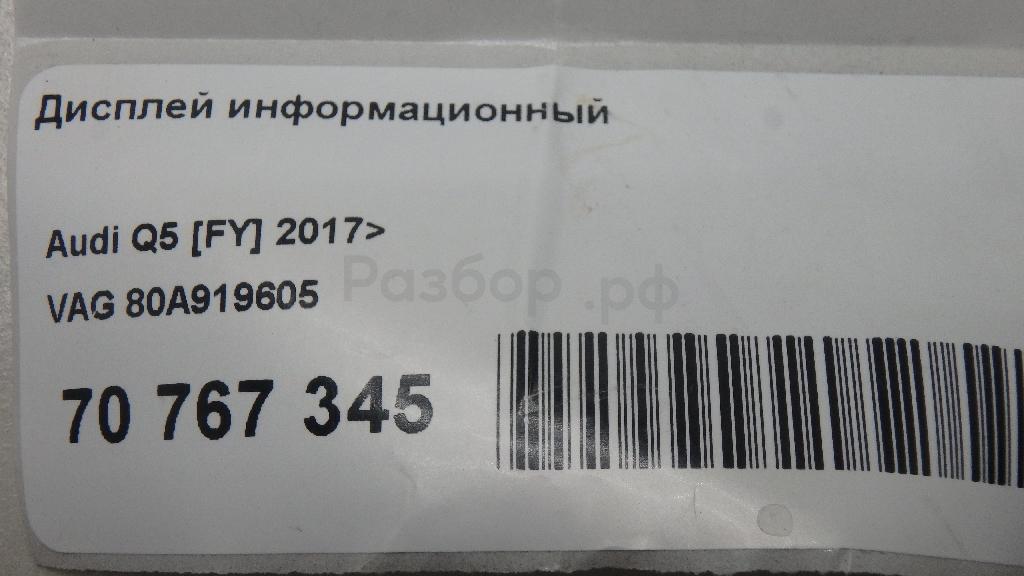 Дисплей информационный
Audi Q5 [FY] 2017>
Разбор.рф
VAG 80A919605
70 767 345